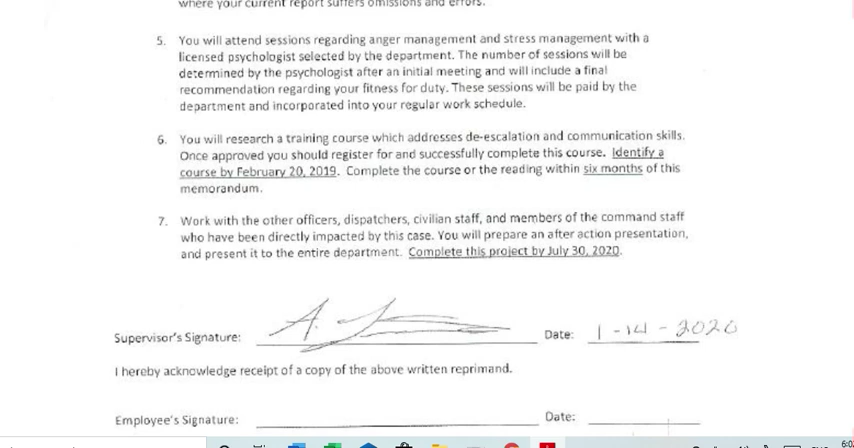 where your current report suffers omissions and errors.
5. You will attend sessions regarding anger management and stress management with a
licensed psychologist selected by the department. The number of sessions will be
determined by the psychologist after an initial meeting and will include a final
recommendation regarding your fitness for duty. These sessions will be paid by the
department and incorporated into your regular work schedule.
6. You will research a training course which addresses de-escalation and communication skills.
Once approved you should register for and successfully complete this course. Identify a
course by February 20, 2019. Complete the course or the reading within six months of this
memorandum.
7. Work with the other officers, dispatchers, civilian staff, and members of the command staff
who have been directly impacted by this case. You will prepare an after action presentation,
and present it to the entire department. Complete this project by July 30, 2020.
Supervisor's Signature: Date: 1-14-2020
I hereby acknowledge receipt of a copy of the above written reprimand.
Employee's Signature: Date: